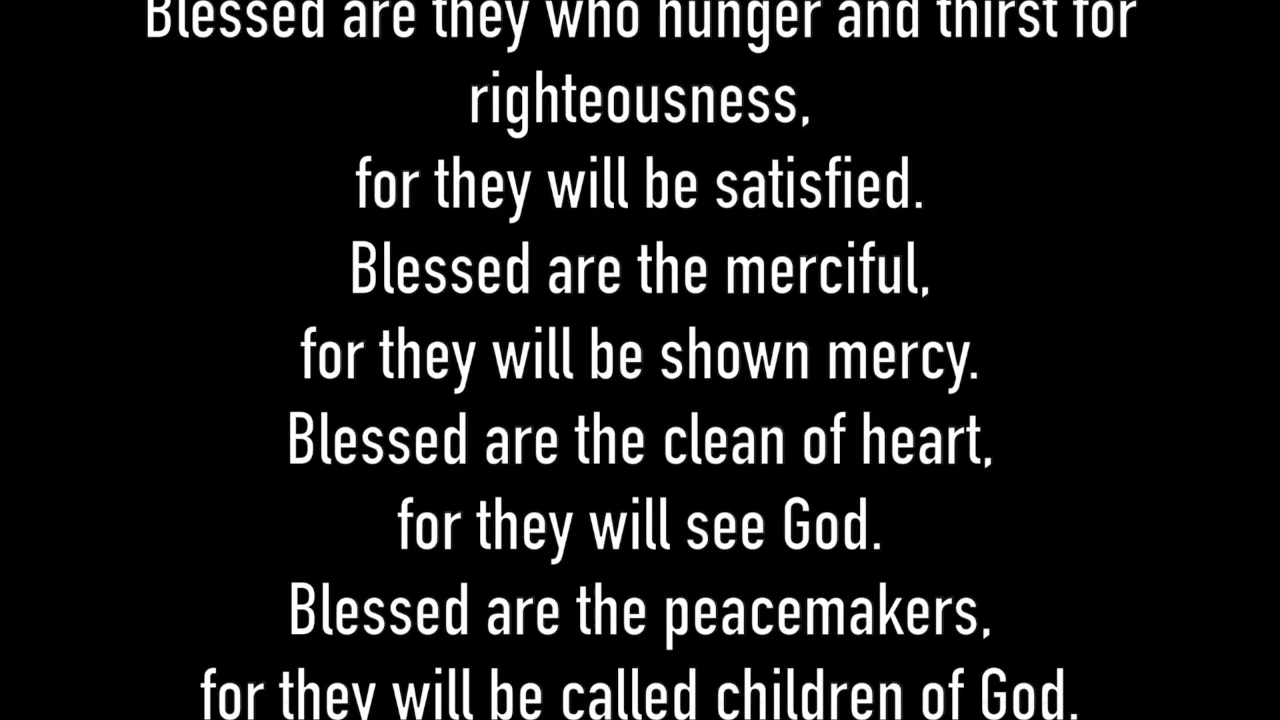 Blessed are they who hunger and thirst for
righteousness,
for they will be satisfied.
Blessed are the merciful,
for they will be shown mercy.
Blessed are the clean of heart,
for they will see God.
Blessed are the peacemakers,
for they will be called children of God.